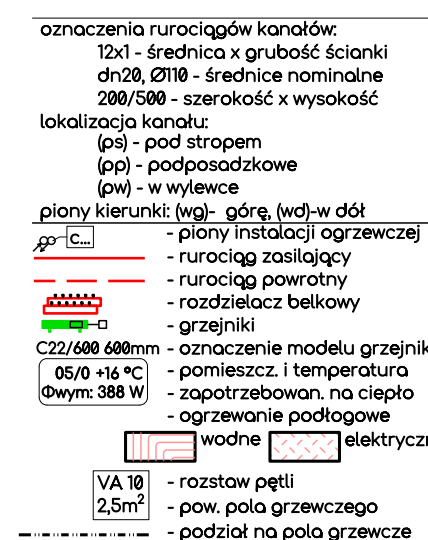 oznaczenia rurociągów kanałów:
12x1 - średnica x grubość ścianki
dn20, Ø110 - średnice nominalne
200/500 - szerokość x wysokość
lokalizacja kanału:
(ps) - pod stropem
(pp) - podposadzkowe
(pw) - w wylewce
piony kierunki: (wg)- górę, (wd)-w dół
C... - piony instalacji ogrzewczej
- rurociąg zasilający
- rurociąg powrotny
- rozdzielacz belkowy
- grzejniki
C22/600 600mm - oznaczenie modelu grzejnik
05/0 +16 ºC - pomieszcz. i temperatura
Φwym: 388 W - zapotrzebowan. na ciepło
- ogrzewanie podłogowe
wodne elektryczn
VA 10 - rozstaw pętli
2,5m² - pow. pola grzewczego
- podział na pola grzewcze